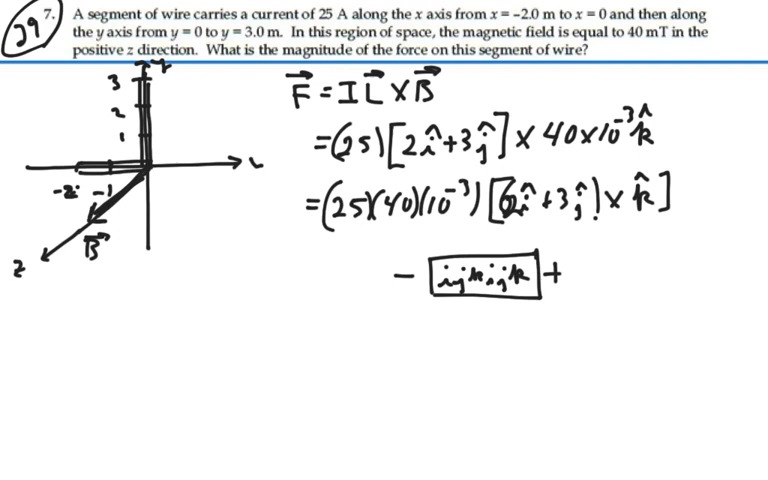 29
7. A segment of wire carries a current of 25 A along the x axis from x = –2.0 m to x = 0 and then along
the y axis from y = 0 to y = 3.0 m. In this region of space, the magnetic field is equal to 40 mT in the
positive z direction. What is the magnitude of the force on this segment of wire?
3
2
1
-2 -1
B⃗
z
F⃗ = I L⃗ × B⃗
= (25)[2î + 3ĵ] × 40 × 10⁻³ k̂
= (25)(40)(10⁻³) [(2î + 3ĵ) × k̂]
– ijkijk +